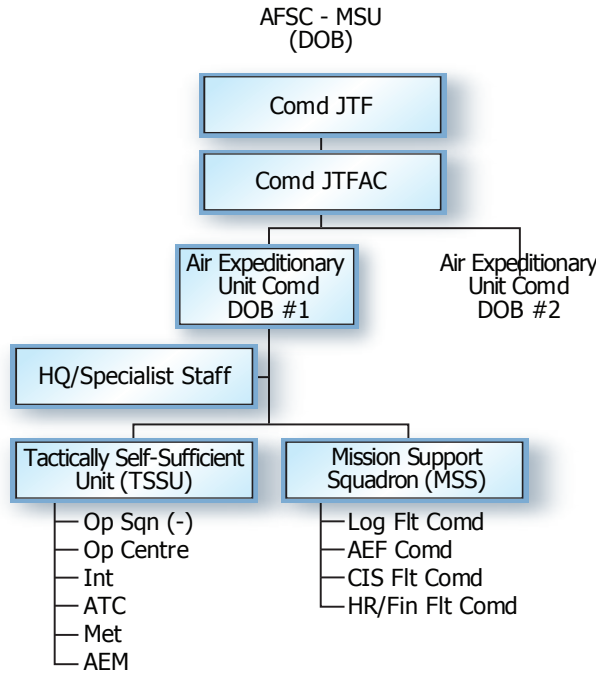 AFSC - MSU
(DOB)
Comd JTF
Comd JTFAC
Air Expeditionary
Unit Comd
DOB #1
Air Expeditionary
Unit Comd
DOB #2
HQ/Specialist Staff
Tactically Self-Sufficient
Unit (TSSU)
Mission Support
Squadron (MSS)
Op Sqn (-)
Op Centre
Int
ATC
Met
AEM
Log Flt Comd
AEF Comd
CIS Flt Comd
HR/Fin Flt Comd